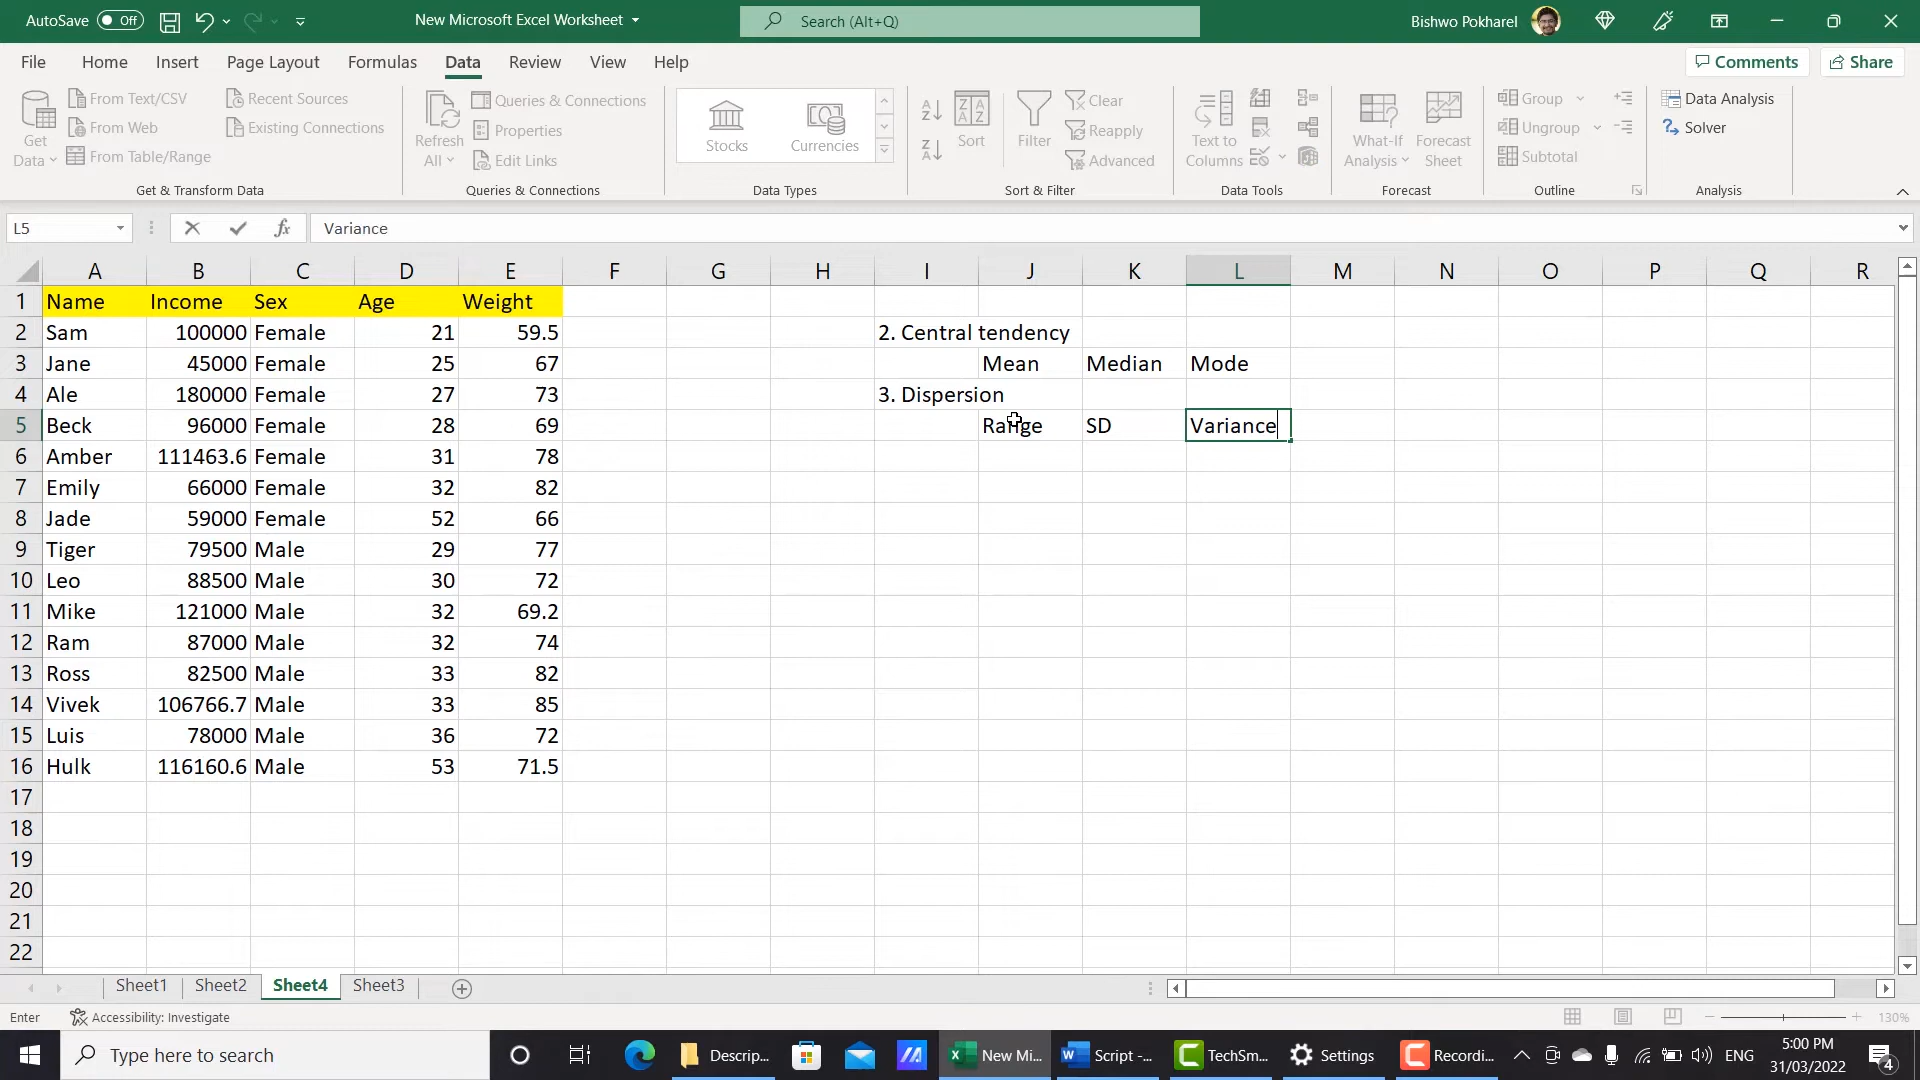 AutoSave Off New Microsoft Excel Worksheet Search (Alt+Q) Bishwo Pokharel
File Home Insert Page Layout Formulas Data Review View Help Comments Share
Get Data
From Text/CSV
From Web
From Table/Range
Recent Sources
Existing Connections
Get & Transform Data
Refresh All
Queries & Connections
Properties
Edit Links
Queries & Connections
Stocks
Currencies
Data Types
Sort
Filter
Clear
Reapply
Advanced
Sort & Filter
Text to Columns
Data Tools
What-If Analysis
Forecast Sheet
Forecast
Group
Ungroup
Subtotal
Outline
Data Analysis
Solver
Analysis
L5 fx Variance
A B C D E F G H I J K L M N O P Q R
1 Name Income Sex Age Weight
2 Sam 100000 Female 21 59.5 2. Central tendency
3 Jane 45000 Female 25 67 Mean Median Mode
4 Ale 180000 Female 27 73 3. Dispersion
5 Beck 96000 Female 28 69 Range SD Variance
6 Amber 111463.6 Female 31 78
7 Emily 66000 Female 32 82
8 Jade 59000 Female 52 66
9 Tiger 79500 Male 29 77
10 Leo 88500 Male 30 72
11 Mike 121000 Male 32 69.2
12 Ram 87000 Male 32 74
13 Ross 82500 Male 33 82
14 Vivek 106766.7 Male 33 85
15 Luis 78000 Male 36 72
16 Hulk 116160.6 Male 53 71.5
17
18
19
20
21
22
Sheet1 Sheet2 Sheet4 Sheet3
Enter Accessibility: Investigate 130%
Type here to search Descrip... New Mi... Script -... TechSm... Settings Recordi... ENG 5:00 PM 4
31/03/2022